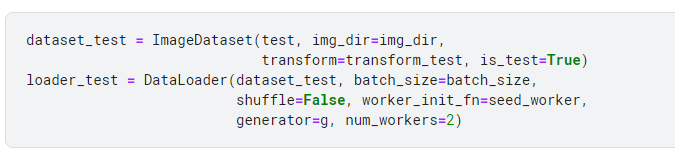 dataset_test = ImageDataset(test, img_dir=img_dir,
transform=transform_test, is_test=True)
loader_test = DataLoader(dataset_test, batch_size=batch_size,
shuffle=False, worker_init_fn=seed_worker,
generator=g, num_workers=2)